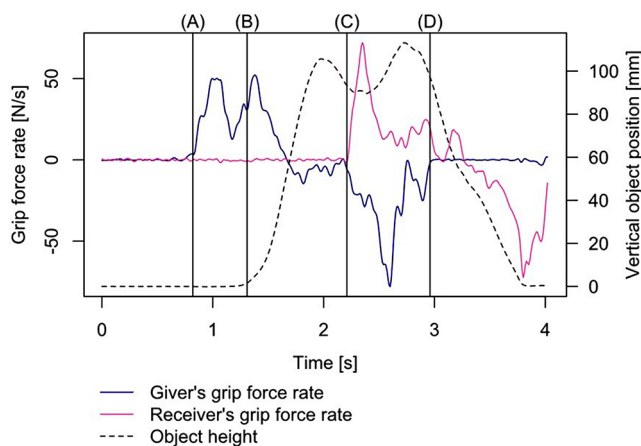 (A) (B) (C) (D)
Grip force rate [N/s]
50
0
-50
Vertical object position [mm]
100
80
60
40
20
0
0 1 2 3 4
Time [s]
Giver's grip force rate
Receiver's grip force rate
Object height